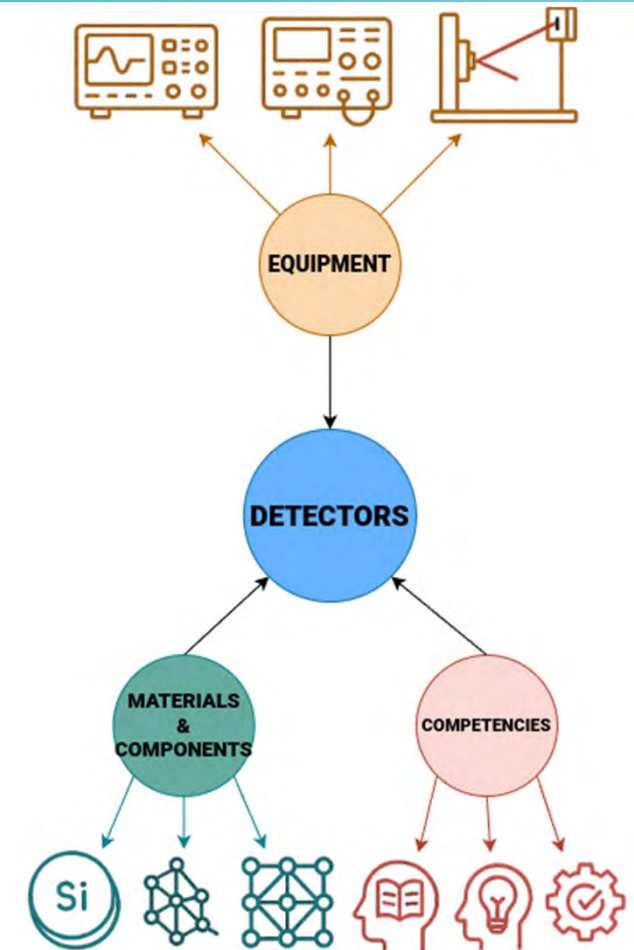 EQUIPMENT
DETECTORS
MATERIALS
&
COMPONENTS
COMPETENCIES
Si